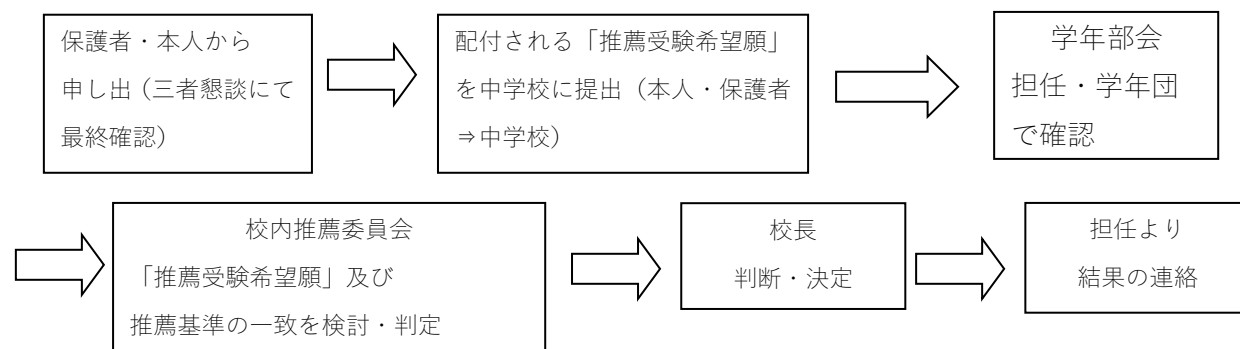 保護者・本人から
申し出（三者懇談にて
最終確認）
配付される「推薦受験希望願」
を中学校に提出（本人・保護者
⇒中学校）
学年部会
担任・学年団
で確認
校内推薦委員会
「推薦受験希望願」及び
推薦基準の一致を検討・判定
校長
判断・決定
担任より
結果の連絡